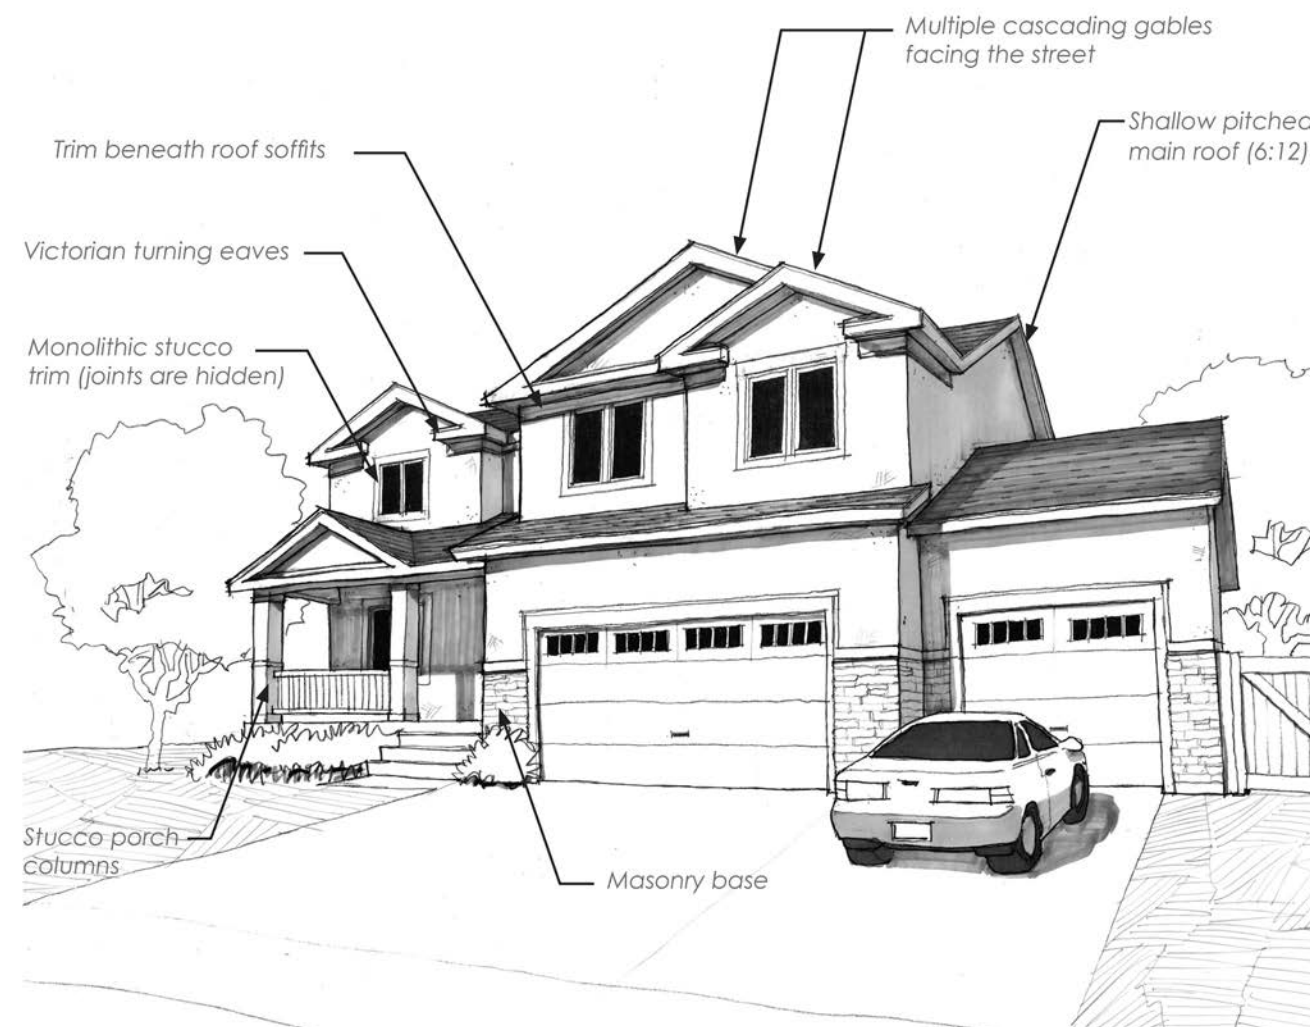 Multiple cascading gables
facing the street
Shallow pitched
main roof (6:12)
Trim beneath roof soffits
Victorian turning eaves
Monolithic stucco
trim (joints are hidden)
Stucco porch
columns
Masonry base